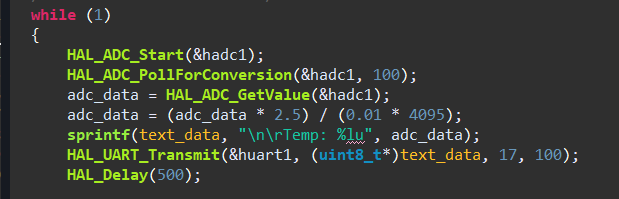 while (1)
{
HAL_ADC_Start(&hadc1);
HAL_ADC_PollForConversion(&hadc1, 100);
adc_data = HAL_ADC_GetValue(&hadc1);
adc_data = (adc_data * 2.5) / (0.01 * 4095);
sprintf(text_data, "\n\rTemp: %lu", adc_data);
HAL_UART_Transmit(&huart1, (uint8_t*)text_data, 17, 100);
HAL_Delay(500);